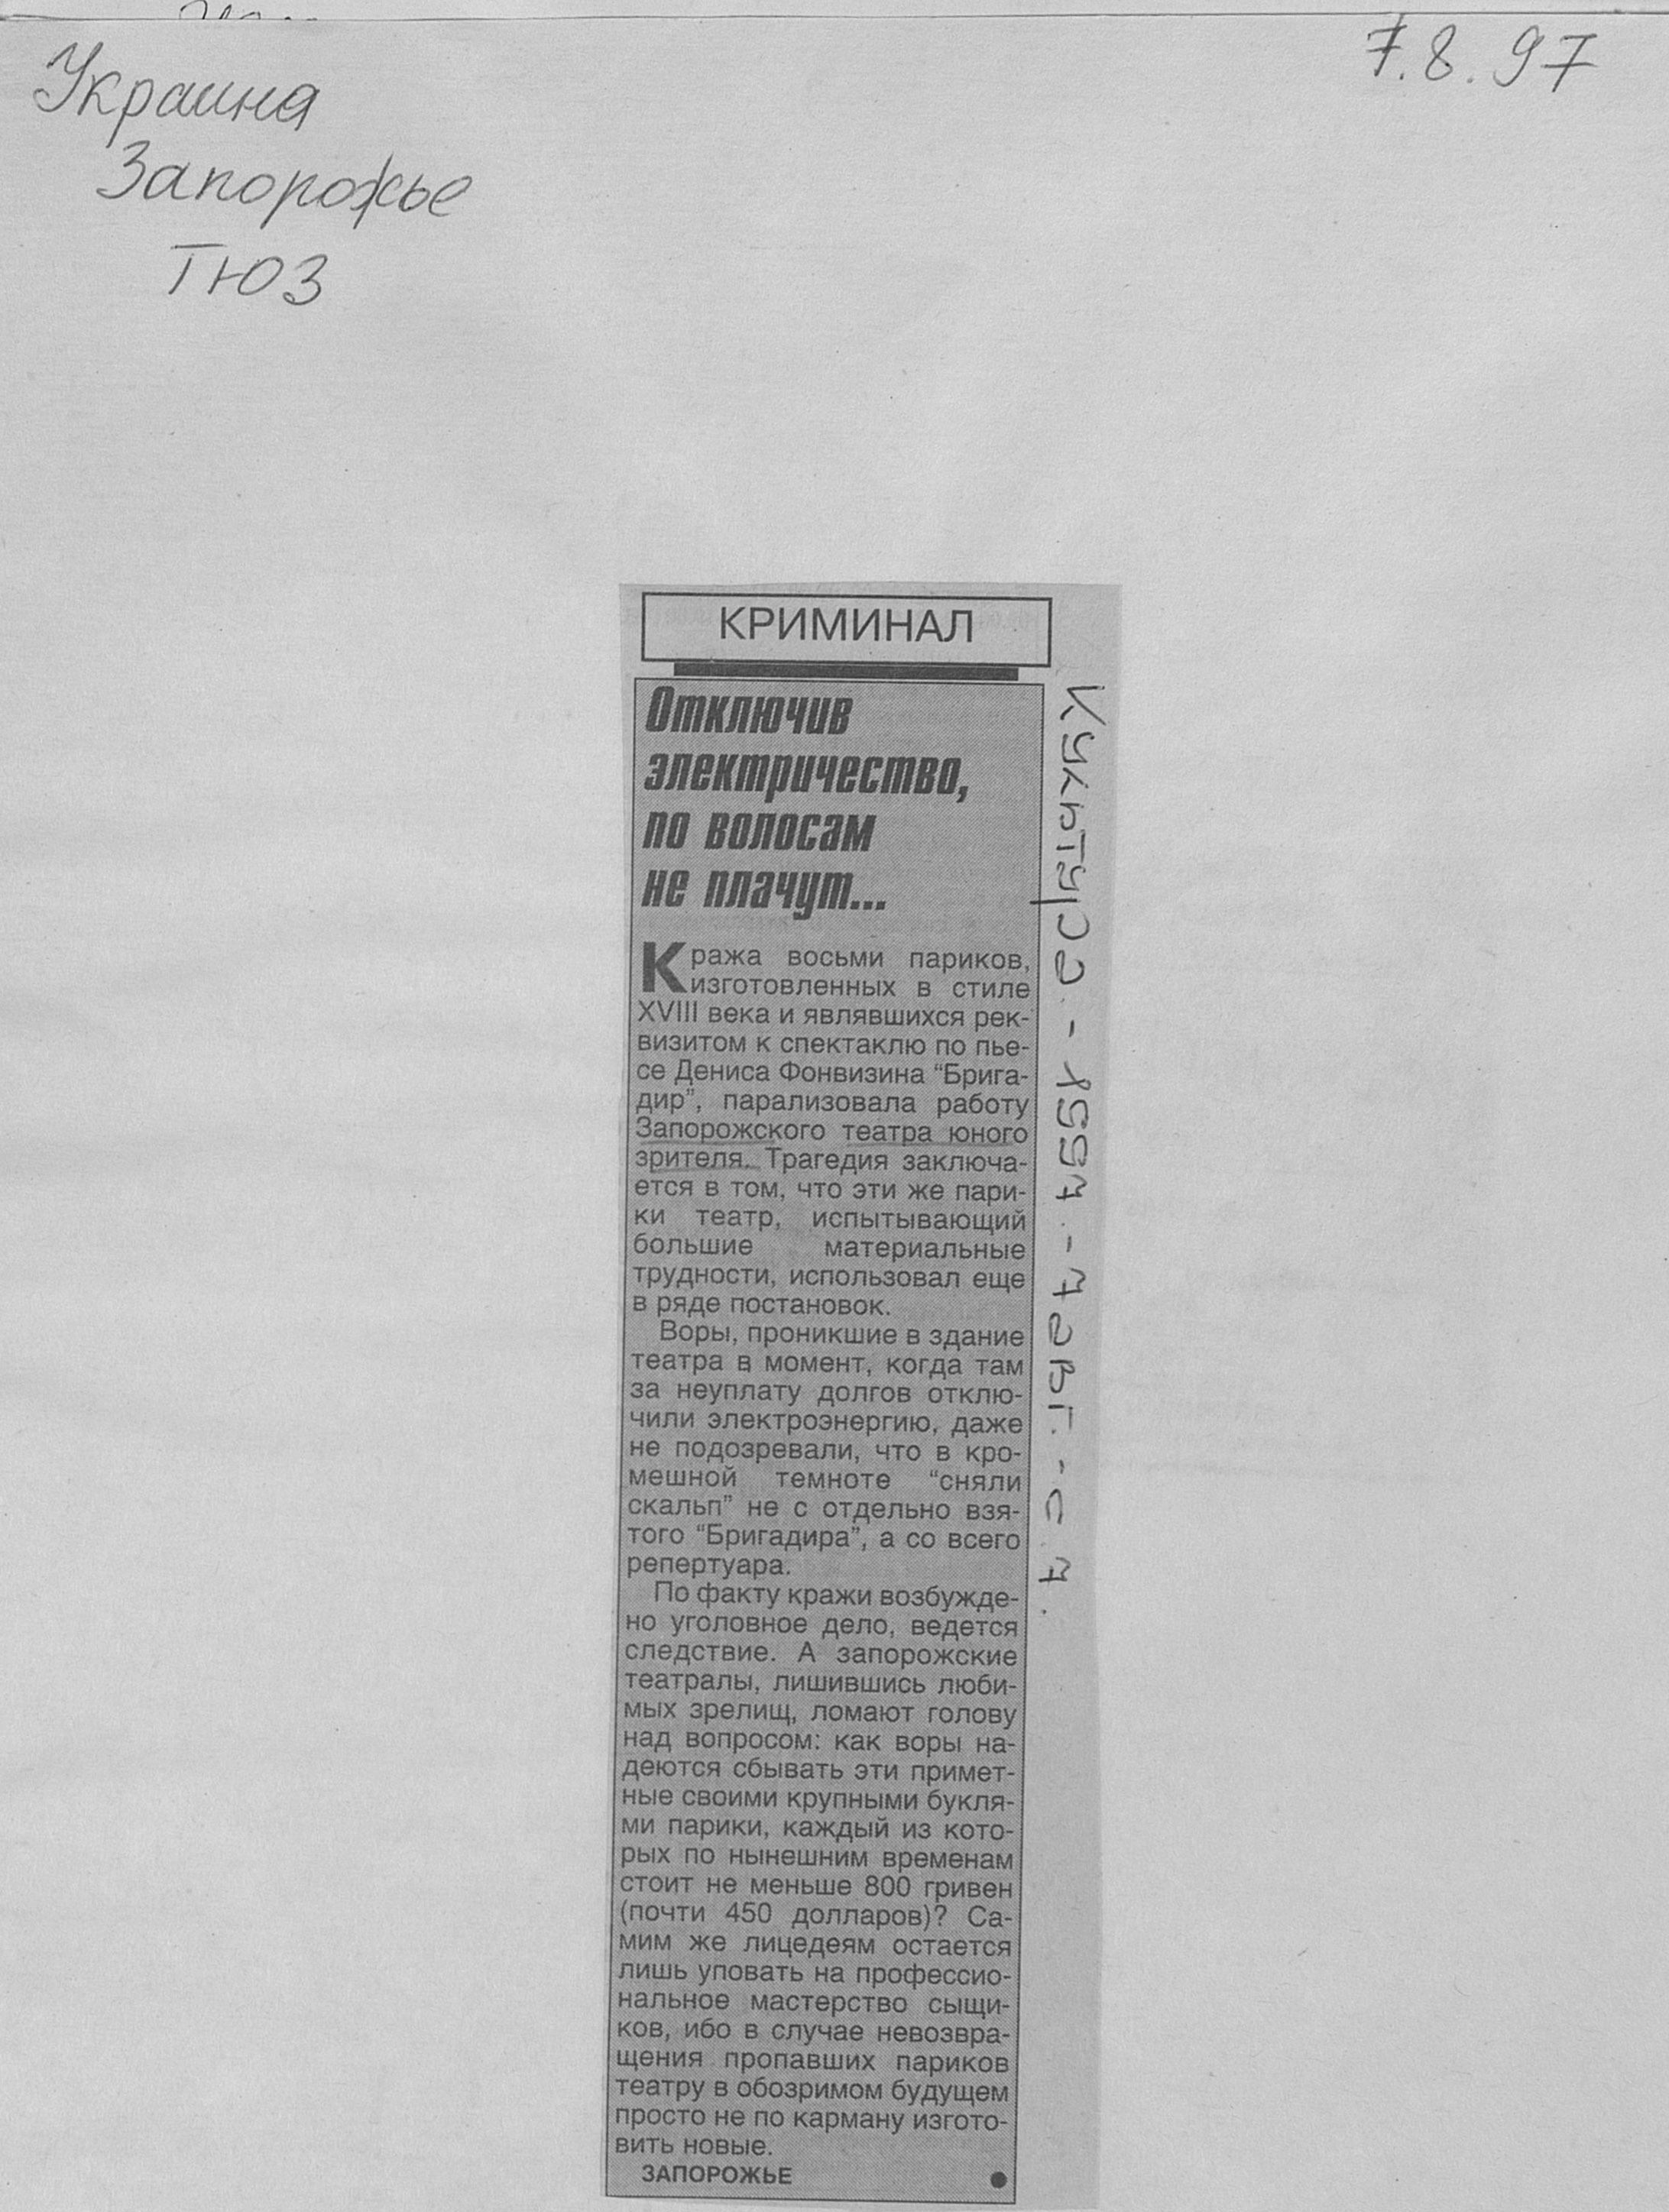 Украина
Запорожье
ТЮЗ
7.8.97
КРИМИНАЛ
Отключив
электричество,
по волосам
не плачут...
Кража восьми париков,
изготовленных в стиле
XVIII века и являвшихся рек-
визитом к спектаклю по пье-
се Дениса Фонвизина “Брига-
дир”, парализовала работу
Запорожского театра юного
зрителя. Трагедия заключа-
ется в том, что эти же пари-
ки театр, испытывающий
большие материальные
трудности, использовал еще
в ряде постановок.
Воры, проникшие в здание
театра в момент, когда там
за неуплату долгов отклю-
чили электроэнергию, даже
не подозревали, что в кро-
мешной темноте “сняли
скальп” не с отдельно взя-
того “Бригадира”, а со всего
репертуара.
По факту кражи возбужде-
но уголовное дело, ведется
следствие. А запорожские
театралы, лишившись люби-
мых зрелищ, ломают голову
над вопросом: как воры на-
деются сбывать эти примет-
ные своими крупными букля-
ми парики, каждый из кото-
рых по нынешним временам
стоит не меньше 800 гривен
(почти 450 долларов)? Са-
мим же лицедеям остается
лишь уповать на профессио-
нальное мастерство сыщи-
ков, ибо в случае невозвра-
щения пропавших париков
театру в обозримом будущем
просто не по карману изгото-
вить новые.
ЗАПОРОЖЬЕ
Культура - 1997. - 7 авг. - с. 7.